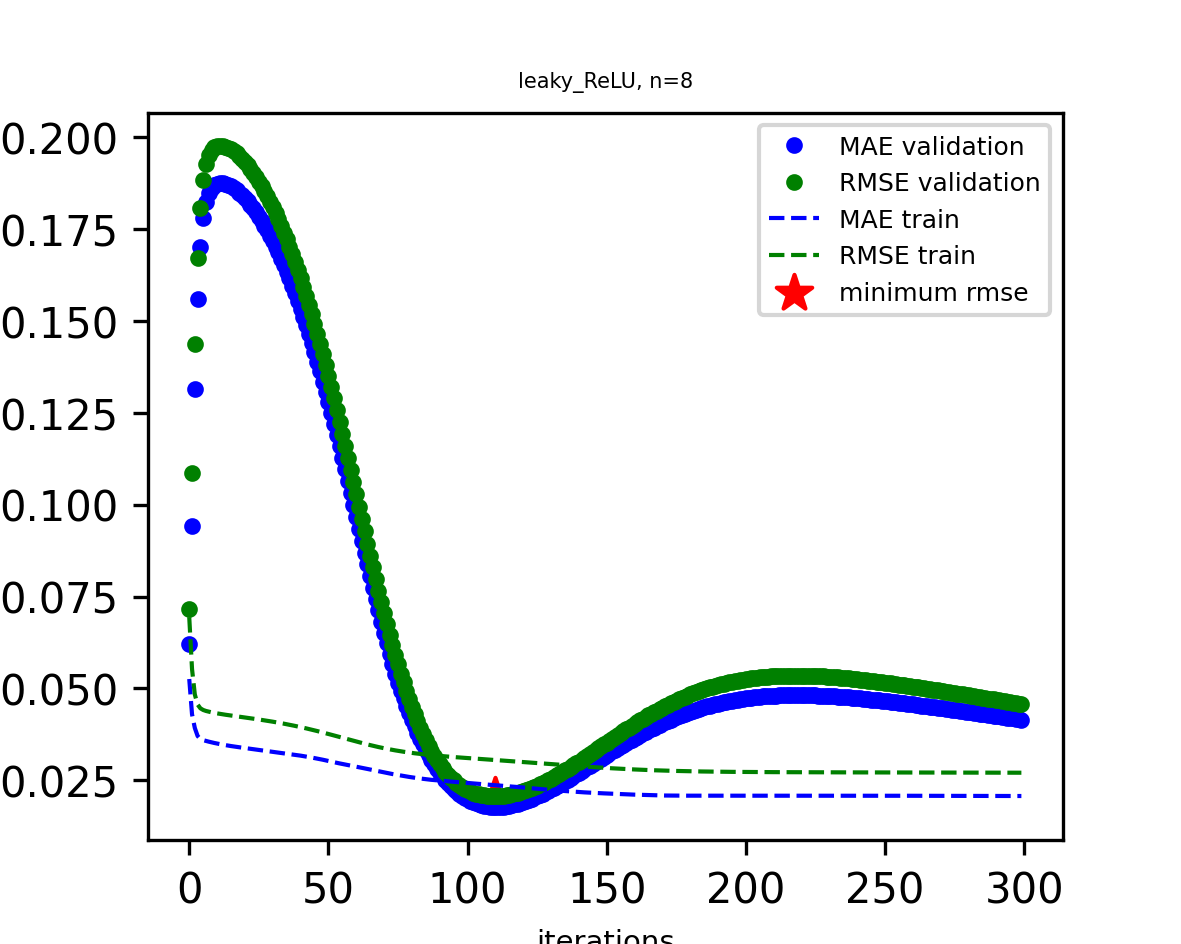 leaky_ReLU, n=8
0.200
0.175
0.150
0.125
0.100
0.075
0.050
0.025
MAE validation
RMSE validation
MAE train
RMSE train
minimum rmse
0 50 100 150 200 250 300
iterations